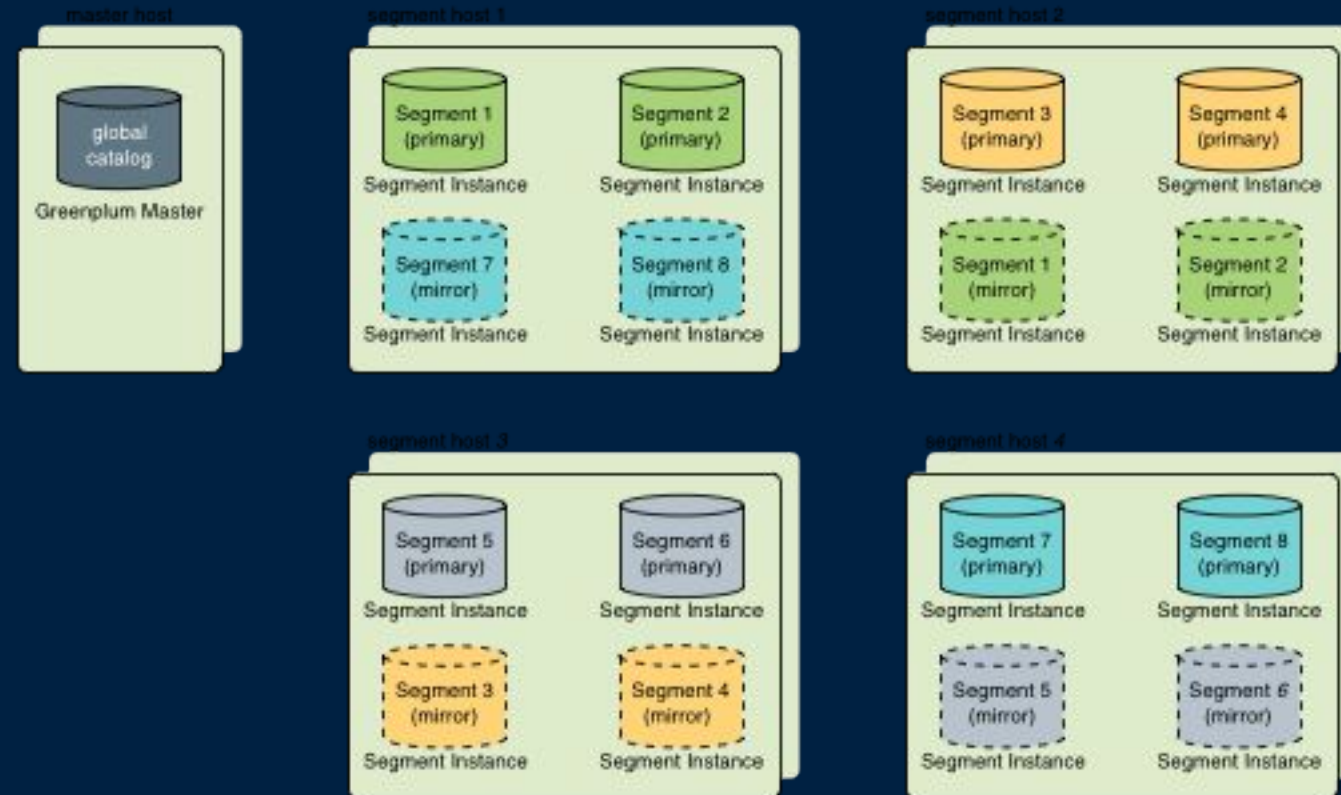 master host
global
catalog
Greenplum Master
segment host 1
Segment 1
(primary)
Segment Instance
Segment 2
(primary)
Segment Instance
Segment 7
(mirror)
Segment Instance
Segment 8
(mirror)
Segment Instance
segment host 2
Segment 3
(primary)
Segment Instance
Segment 4
(primary)
Segment Instance
Segment 1
(mirror)
Segment Instance
Segment 2
(mirror)
Segment Instance
segment host 3
Segment 5
(primary)
Segment Instance
Segment 6
(primary)
Segment Instance
Segment 3
(mirror)
Segment Instance
Segment 4
(mirror)
Segment Instance
segment host 4
Segment 7
(primary)
Segment Instance
Segment 8
(primary)
Segment Instance
Segment 5
(mirror)
Segment Instance
Segment 6
(mirror)
Segment Instance